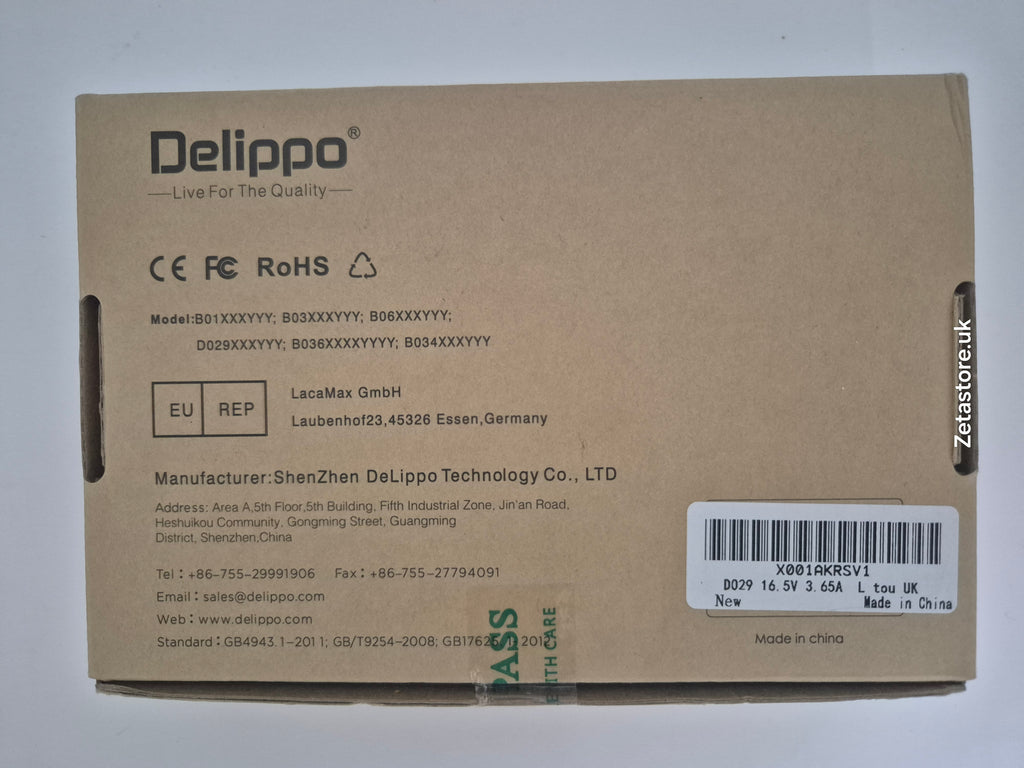 Delippo®
Live For The Quality
CE FC RoHS
Model:B01XXXYYY; B03XXXYYY; B06XXXYYY;
D029XXXYYY; B036XXXXYYYY; B034XXXYYY
EU REP
LacaMax GmbH
Laubenhof23,45326 Essen,Germany
Manufacturer:ShenZhen DeLippo Technology Co., LTD
Address: Area A,5th Floor,5th Building, Fifth Industrial Zone, Jin'an Road,
Heshuikou Community, Gongming Street, Guangming
District, Shenzhen,China
Tel：+86-755-29991906 Fax：+86-755-27794091
Email：sales@delippo.com
Web：www.delippo.com
Standard：GB4943.1-2011; GB/T9254-2008;
PASS
WITH CARE
X001AKRSV1
D029 16.5V 3.65A L tou UK
New Made in China
Made in china
Zetastore.uk